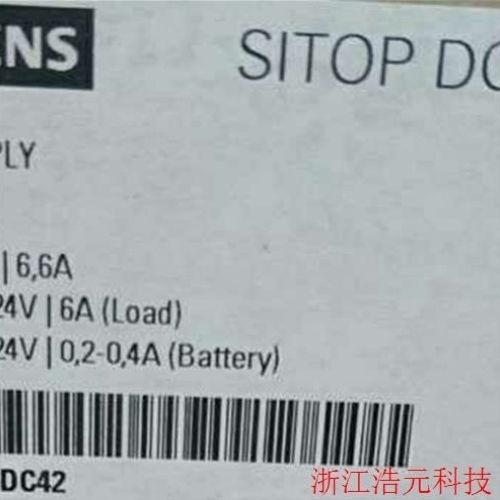 ENS
SITOP DC
PLY
| 6,6A
24V | 6A (Load)
24V | 0,2-0,4A (Battery)
DC42
浙江浩元科技